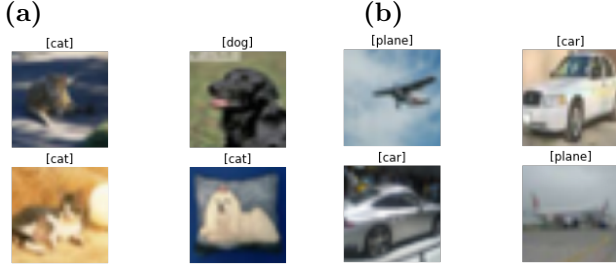 (a) (b)
[cat] [dog] [plane] [car]
[cat] [cat] [car] [plane]